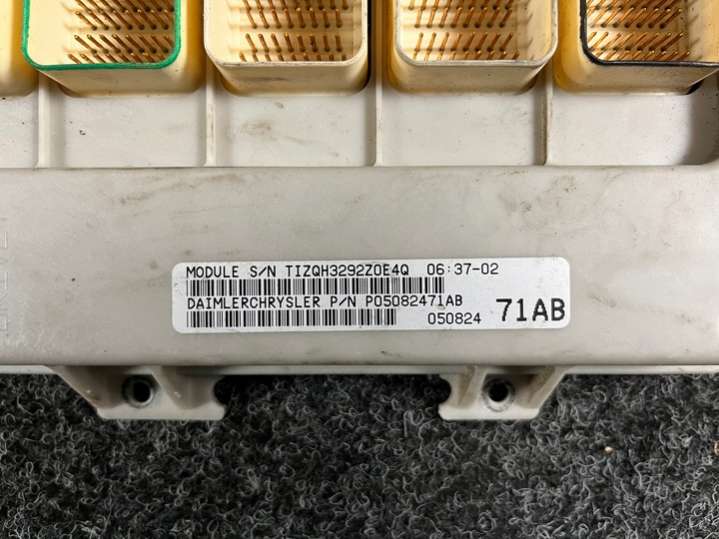 MODULE S/N TIZQH3292Z0E4Q 06:37-02
DAIMLERCHRYSLER P/N P05082471AB
050824 71AB